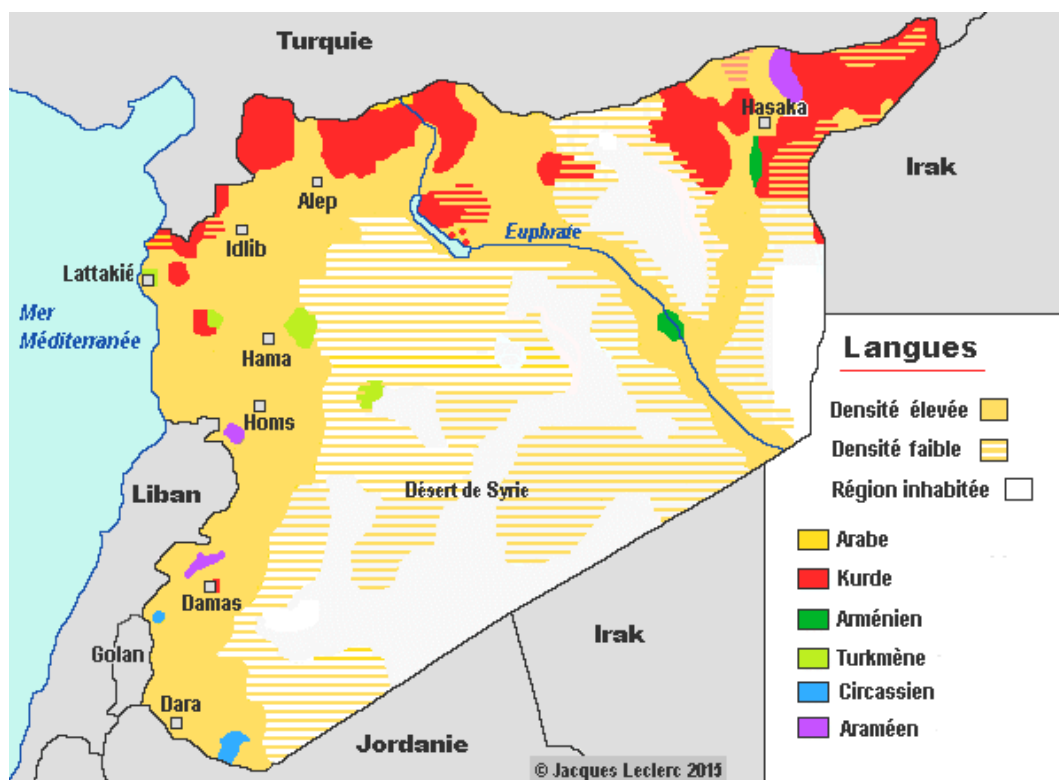 Turquie
Hasaka
Irak
Alep
Idlib
Euphrate
Lattakié
Mer
Méditerranée
Hama
Homs
Liban
Désert de Syrie
Damas
Golan
Dara
Irak
Jordanie
© Jacques Leclerc 2015
Langues
Densité élevée
Densité faible
Région inhabitée
Arabe
Kurde
Arménien
Turkmène
Circassien
Araméen